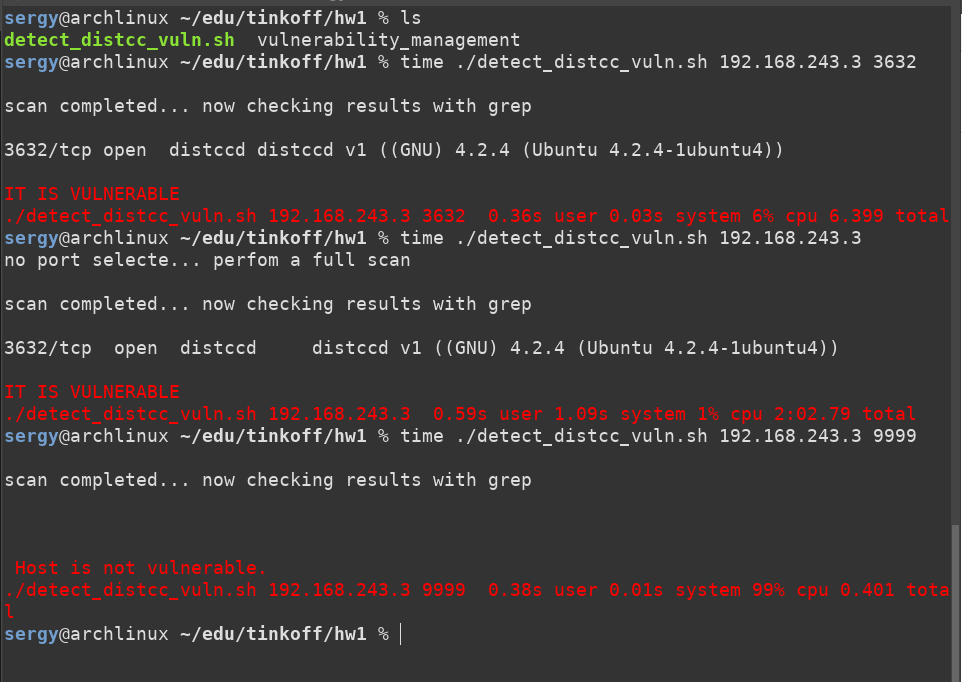 sergy@archlinux ~/edu/tinkoff/hw1 % ls
detect_distcc_vuln.sh  vulnerability_management
sergy@archlinux ~/edu/tinkoff/hw1 % time ./detect_distcc_vuln.sh 192.168.243.3 3632
scan completed... now checking results with grep
3632/tcp open  distccd distccd v1 ((GNU) 4.2.4 (Ubuntu 4.2.4-1ubuntu4))
IT IS VULNERABLE
./detect_distcc_vuln.sh 192.168.243.3 3632  0.36s user 0.03s system 6% cpu 6.399 total
sergy@archlinux ~/edu/tinkoff/hw1 % time ./detect_distcc_vuln.sh 192.168.243.3
no port selecte... perfom a full scan
scan completed... now checking results with grep
3632/tcp  open  distccd     distccd v1 ((GNU) 4.2.4 (Ubuntu 4.2.4-1ubuntu4))
IT IS VULNERABLE
./detect_distcc_vuln.sh 192.168.243.3  0.59s user 1.09s system 1% cpu 2:02.79 total
sergy@archlinux ~/edu/tinkoff/hw1 % time ./detect_distcc_vuln.sh 192.168.243.3 9999
scan completed... now checking results with grep
 Host is not vulnerable.
./detect_distcc_vuln.sh 192.168.243.3 9999  0.38s user 0.01s system 99% cpu 0.401 tota
l
sergy@archlinux ~/edu/tinkoff/hw1 %